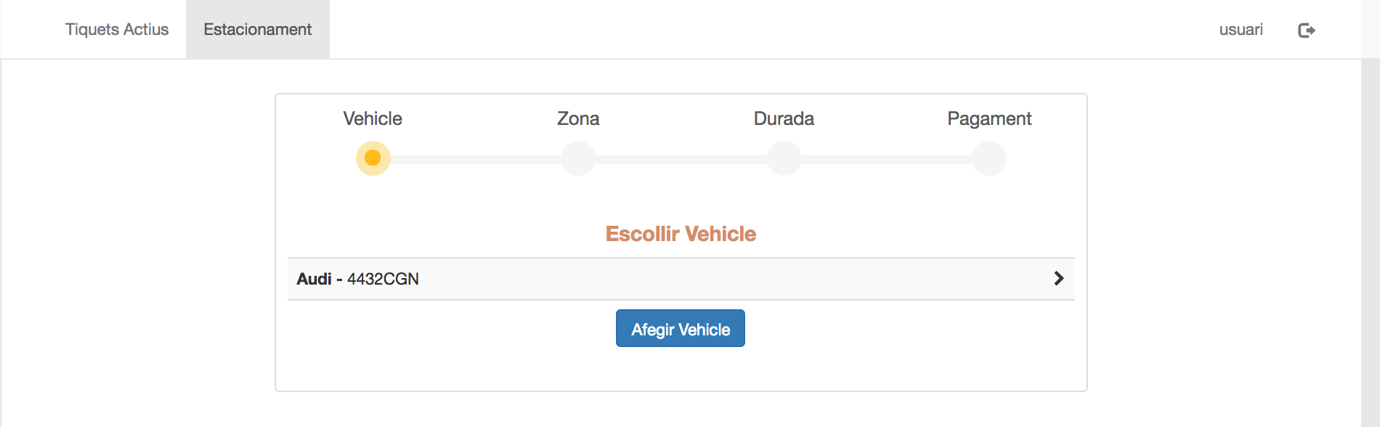 Tiquets Actius Estacionament usuari
Vehicle Zona Durada Pagament
Escollir Vehicle
Audi - 4432CGN
Afegir Vehicle